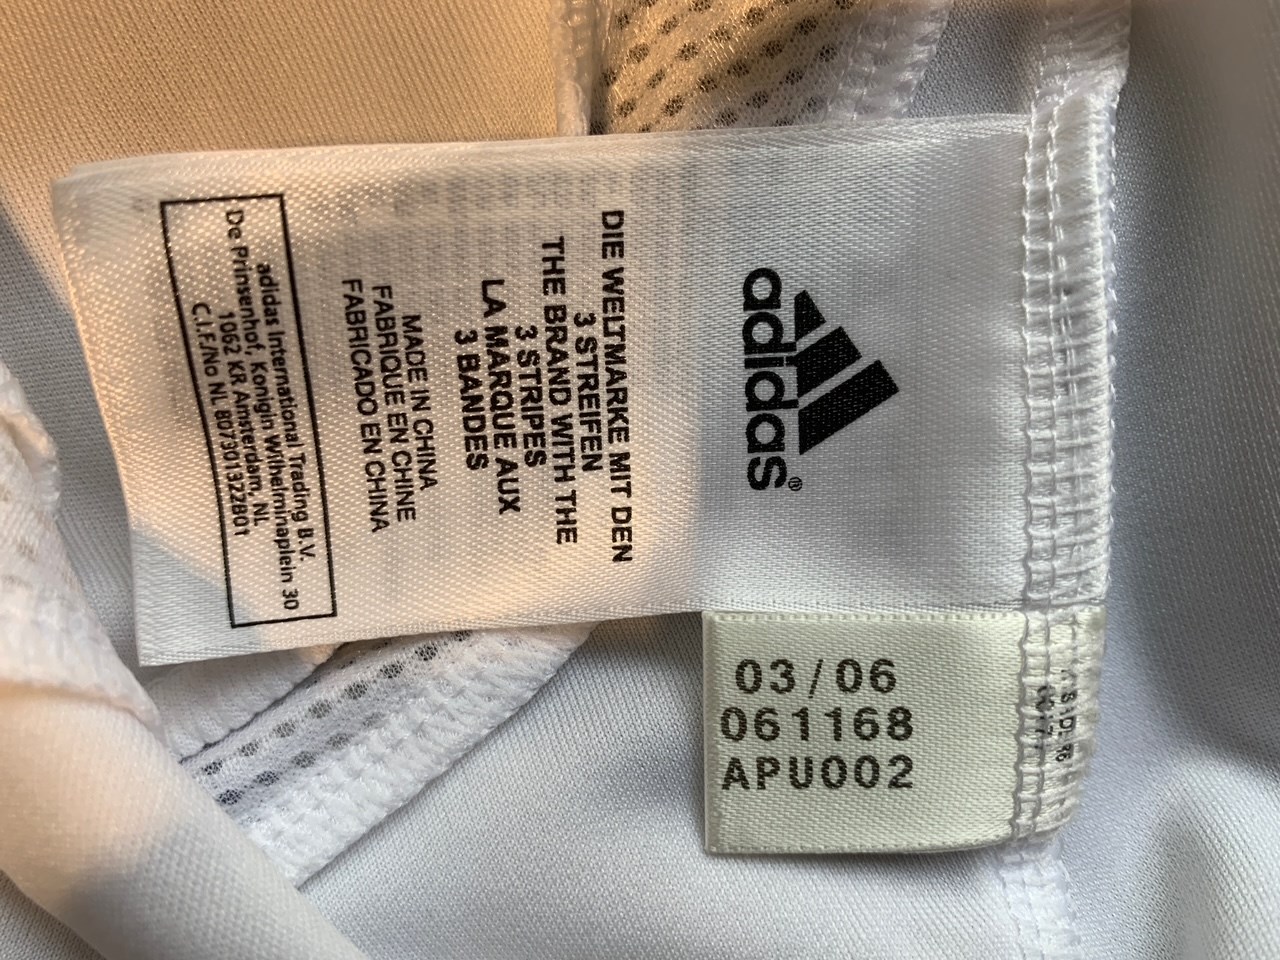 adidas®
DIE WELTMARKE MIT DEN
3 STREIFEN
THE BRAND WITH THE
3 STRIPES
LA MARQUE AUX
3 BANDES
MADE IN CHINA
FABRIQUE EN CHINE
FABRICADO EN CHINA
adidas International Trading B.V.
De Prinsenhof, Konigin Wilhelminaplein 30
1062 KR Amsterdam, NL
C.I.F/No NL 807301322B01
03/06
061168
APU002